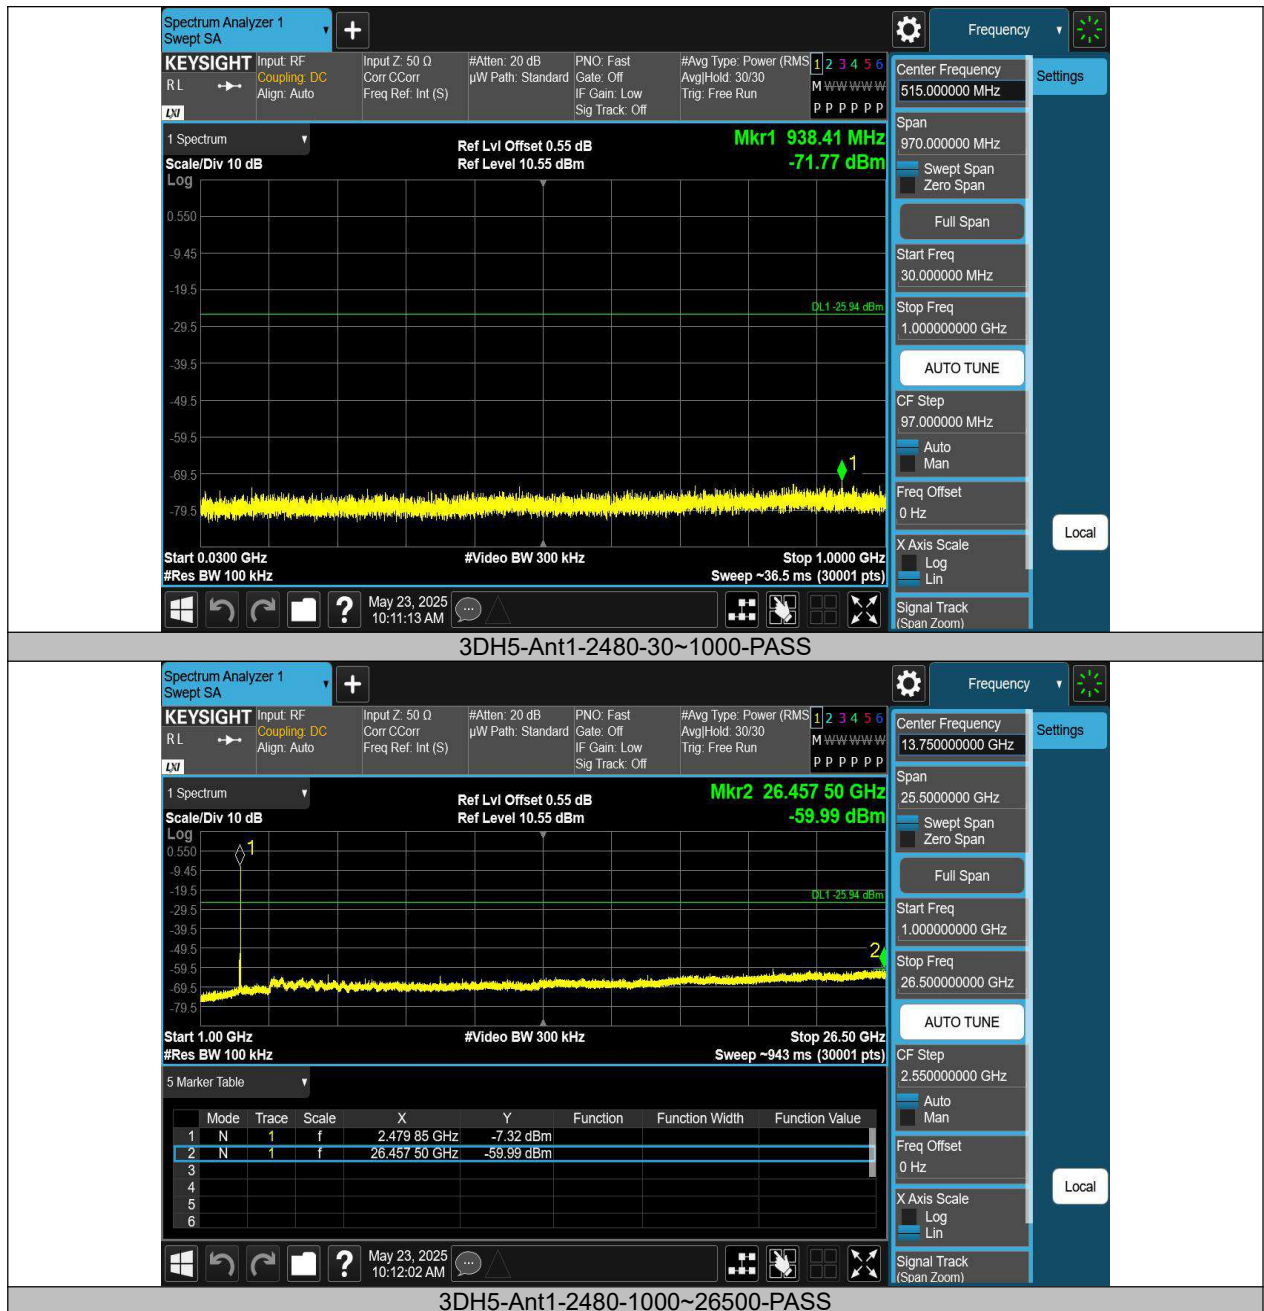 Spectrum Analyzer 1
Swept SA
Frequency
KEYSIGHT
R L
LXI
Input: RF
Coupling: DC
Align: Auto
Input Z: 50 Ω
Corr CCorr
Freq Ref: Int (S)
#Atten: 20 dB
µW Path: Standard
PNO: Fast
Gate: Off
IF Gain: Low
Sig Track: Off
#Avg Type: Power (RMS
Avg|Hold: 30/30
Trig: Free Run
1 2 3 4 5 6
M W W W W W
P P P P P P
1 Spectrum
Scale/Div 10 dB
Ref Lvl Offset 0.55 dB
Ref Level 10.55 dBm
Mkr1 938.41 MHz
-71.77 dBm
Log
0.550
-9.45
-19.5
-29.5
-39.5
-49.5
-59.5
-69.5
-79.5
DL1 -25.94 dBm
1
Start 0.0300 GHz
#Res BW 100 kHz
#Video BW 300 kHz
Stop 1.0000 GHz
Sweep ~36.5 ms (30001 pts)
May 23, 2025
10:11:13 AM
Center Frequency
515.000000 MHz
Settings
Span
970.000000 MHz
Swept Span
Zero Span
Full Span
Start Freq
30.000000 MHz
Stop Freq
1.000000000 GHz
AUTO TUNE
CF Step
97.000000 MHz
Auto
Man
Freq Offset
0 Hz
X Axis Scale
Log
Lin
Signal Track
(Span Zoom)
Local
3DH5-Ant1-2480-30~1000-PASS
Spectrum Analyzer 1
Swept SA
Frequency
KEYSIGHT
R L
LXI
Input: RF
Coupling: DC
Align: Auto
Input Z: 50 Ω
Corr CCorr
Freq Ref: Int (S)
#Atten: 20 dB
µW Path: Standard
PNO: Fast
Gate: Off
IF Gain: Low
Sig Track: Off
#Avg Type: Power (RMS
Avg|Hold: 30/30
Trig: Free Run
1 2 3 4 5 6
M W W W W W
P P P P P P
1 Spectrum
Scale/Div 10 dB
Ref Lvl Offset 0.55 dB
Ref Level 10.55 dBm
Mkr2 26.457 50 GHz
-59.99 dBm
Log
0.550
-9.45
-19.5
-29.5
-39.5
-49.5
-59.5
-69.5
-79.5
1
DL1 -25.94 dBm
2
Start 1.00 GHz
#Res BW 100 kHz
#Video BW 300 kHz
Stop 26.50 GHz
Sweep ~943 ms (30001 pts)
5 Marker Table
Mode Trace Scale X Y Function Function Width Function Value
1 N 1 f 2.479 85 GHz -7.32 dBm
2 N 1 f 26.457 50 GHz -59.99 dBm
3
4
5
6
May 23, 2025
10:12:02 AM
Center Frequency
13.750000000 GHz
Settings
Span
25.5000000 GHz
Swept Span
Zero Span
Full Span
Start Freq
1.000000000 GHz
Stop Freq
26.500000000 GHz
AUTO TUNE
CF Step
2.550000000 GHz
Auto
Man
Freq Offset
0 Hz
X Axis Scale
Log
Lin
Signal Track
(Span Zoom)
Local
3DH5-Ant1-2480-1000~26500-PASS